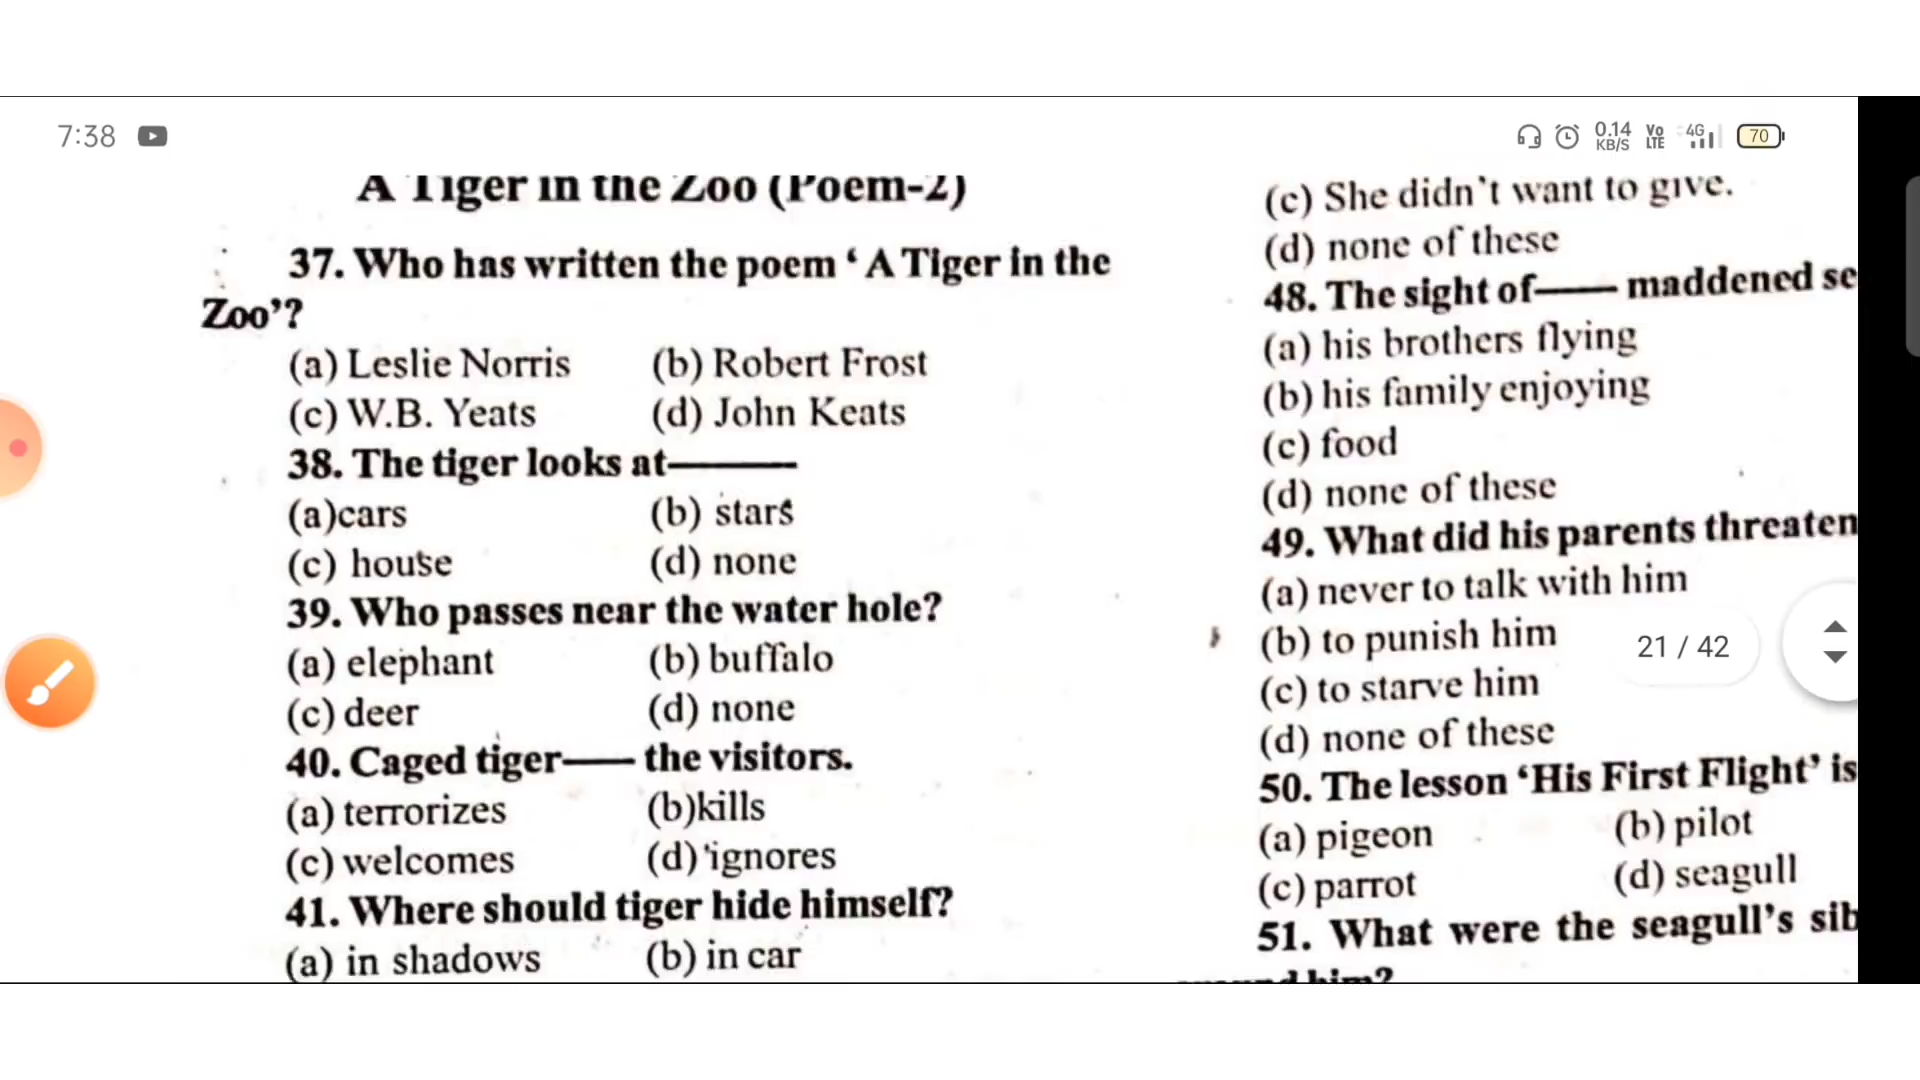 7:38
0.14
KB/S
Vo
LTE
4G
70
A Tiger in the Zoo (Poem-2)
37. Who has written the poem ‘ A Tiger in the
Zoo’?
(a) Leslie Norris (b) Robert Frost
(c) W.B. Yeats (d) John Keats
38. The tiger looks at———
(a)cars (b) stars
(c) house (d) none
39. Who passes near the water hole?
(a) elephant (b) buffalo
(c) deer (d) none
40. Caged tiger—— the visitors.
(a) terrorizes (b)kills
(c) welcomes (d) ignores
41. Where should tiger hide himself?
(a) in shadows (b) in car
(c) She didn’t want to give.
(d) none of these
48. The sight of—— maddened se
(a) his brothers flying
(b) his family enjoying
(c) food
(d) none of these
49. What did his parents threaten
(a) never to talk with him
(b) to punish him
(c) to starve him
(d) none of these
50. The lesson ‘His First Flight’ is
(a) pigeon (b) pilot
(c) parrot (d) seagull
51. What were the seagull’s sib
him?
21 / 42